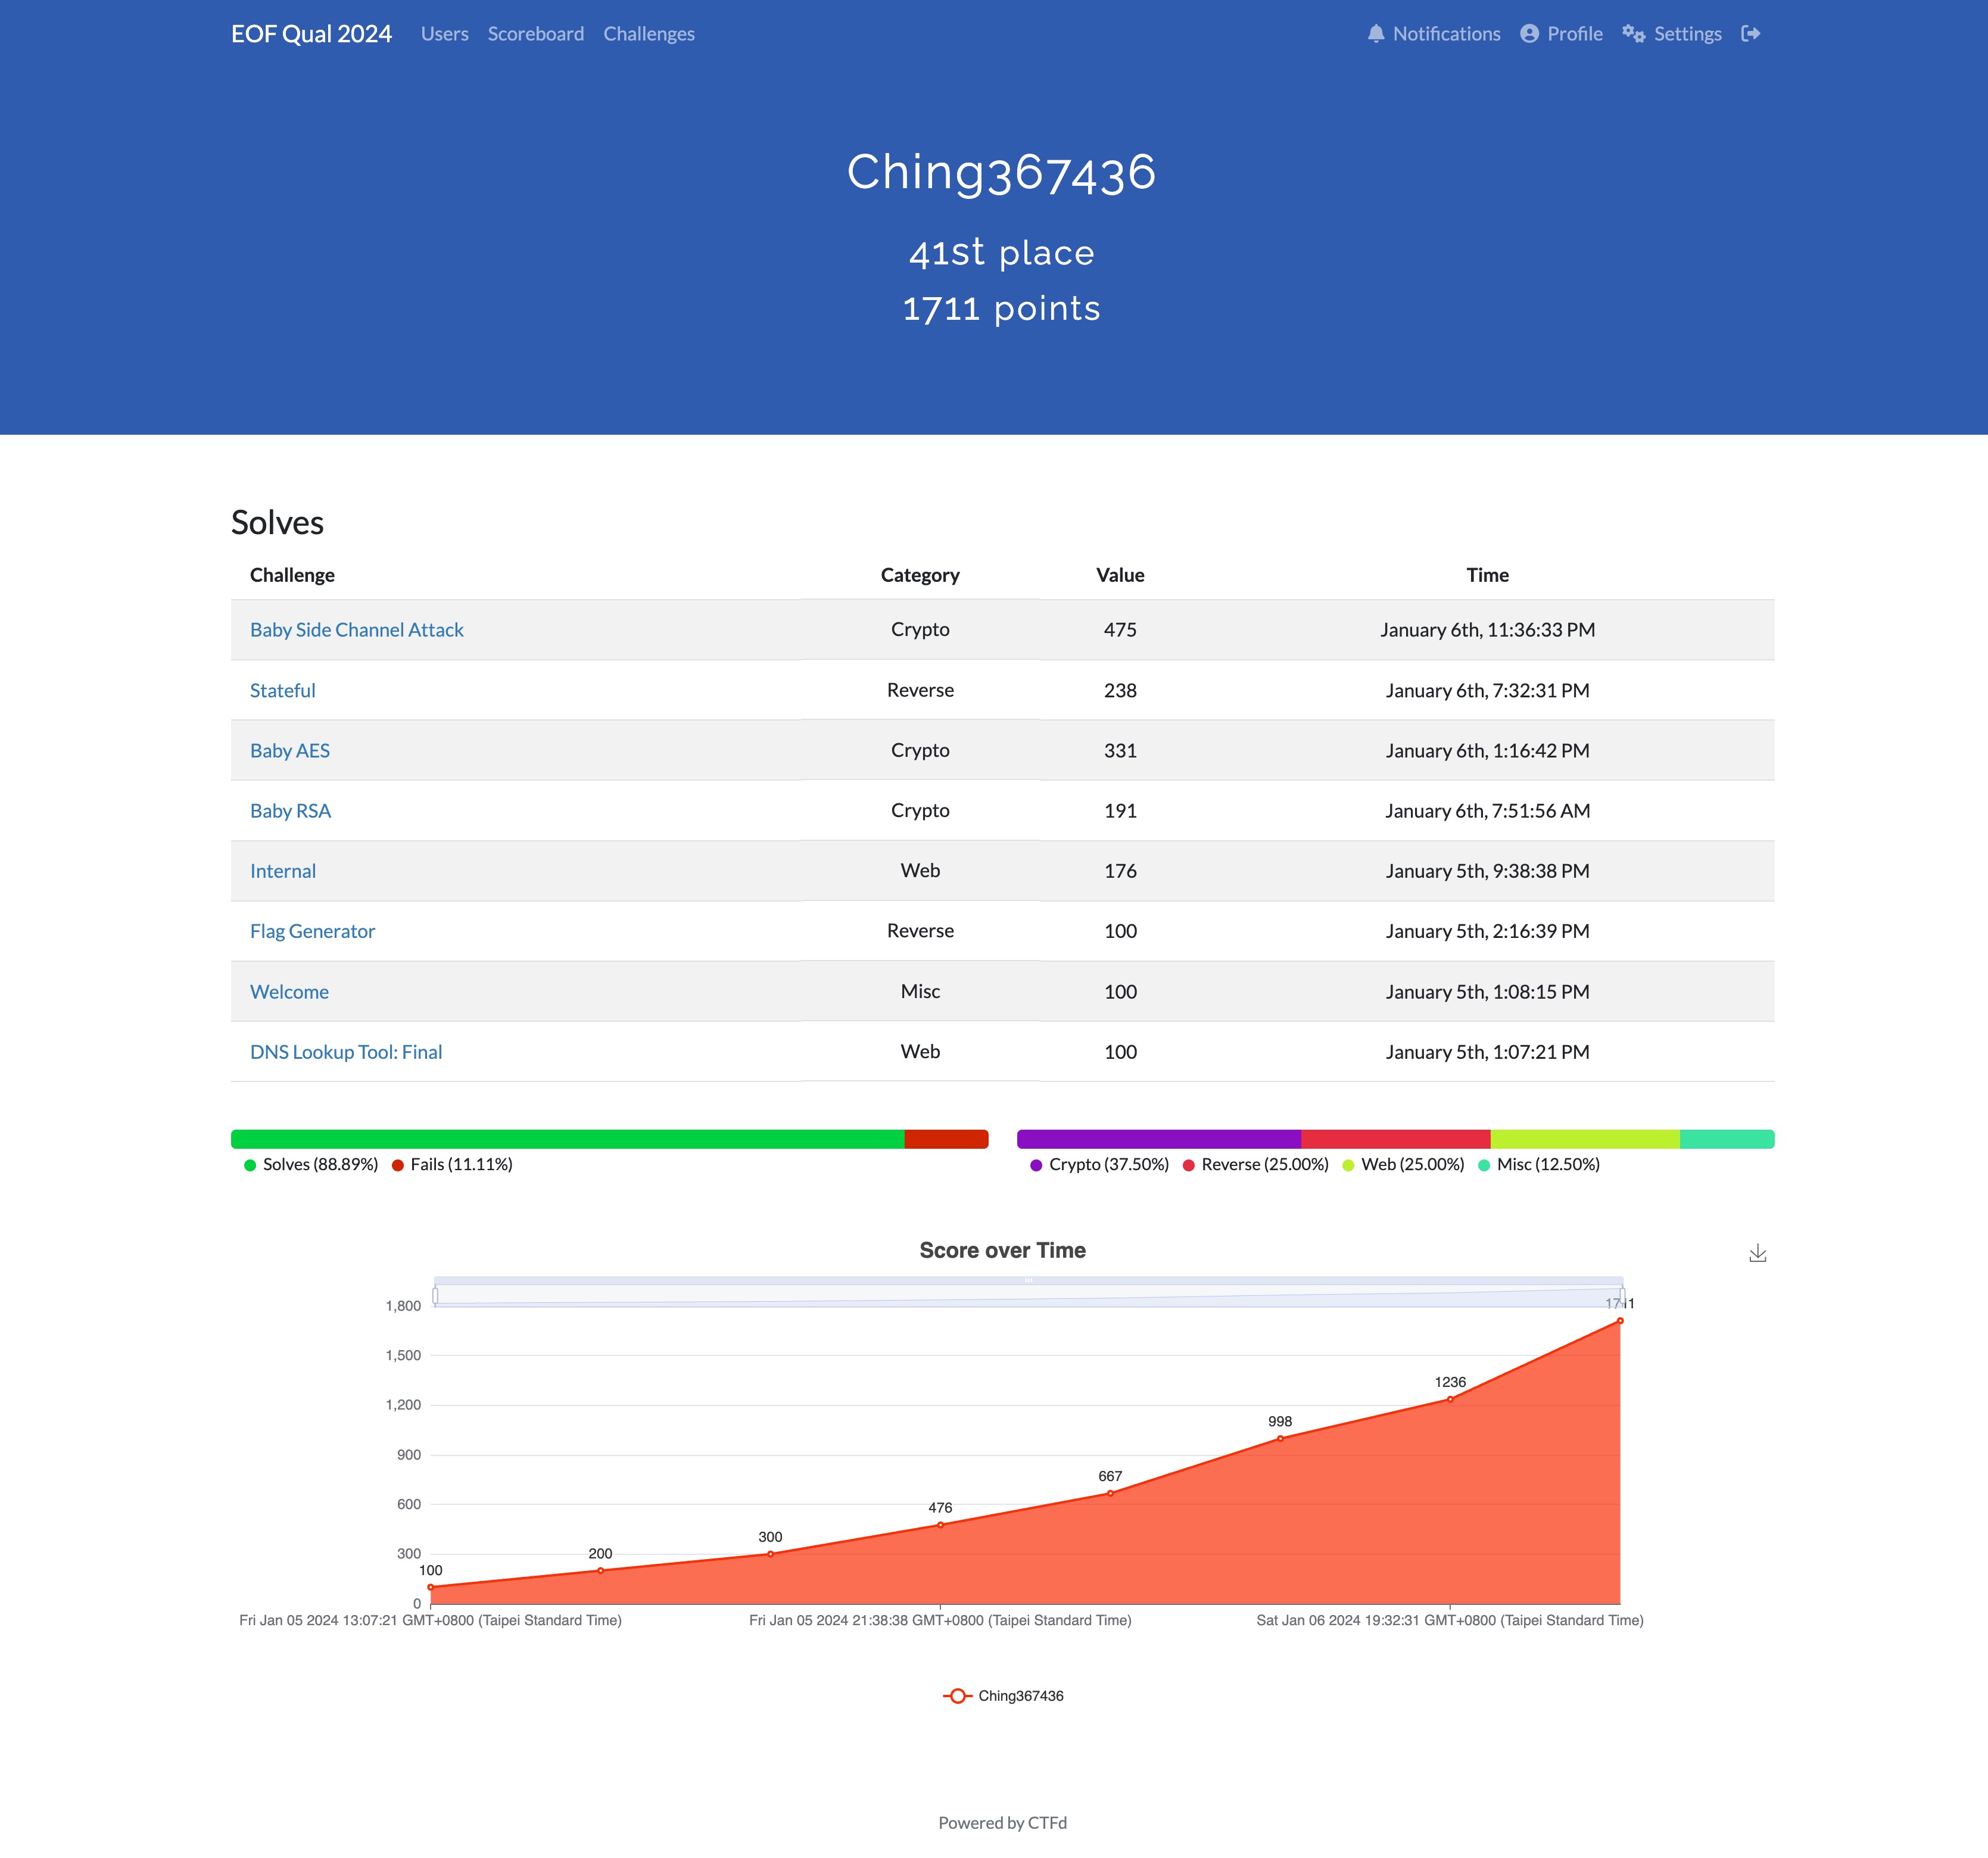 EOF Qual 2024 Users Scoreboard Challenges Notifications Profile Settings
Ching367436
41st place
1711 points
Solves
Challenge Category Value Time
Baby Side Channel Attack Crypto 475 January 6th, 11:36:33 PM
Stateful Reverse 238 January 6th, 7:32:31 PM
Baby AES Crypto 331 January 6th, 1:16:42 PM
Baby RSA Crypto 191 January 6th, 7:51:56 AM
Internal Web 176 January 5th, 9:38:38 PM
Flag Generator Reverse 100 January 5th, 2:16:39 PM
Welcome Misc 100 January 5th, 1:08:15 PM
DNS Lookup Tool: Final Web 100 January 5th, 1:07:21 PM
Solves (88.89%) Fails (11.11%) Crypto (37.50%) Reverse (25.00%) Web (25.00%) Misc (12.50%)
Score over Time
1,800 1711
1,500
1236
1,200
998
900
667
600
476
300
300
200
100
0
Fri Jan 05 2024 13:07:21 GMT+0800 (Taipei Standard Time) Fri Jan 05 2024 21:38:38 GMT+0800 (Taipei Standard Time) Sat Jan 06 2024 19:32:31 GMT+0800 (Taipei Standard Time)
Ching367436
Powered by CTFd